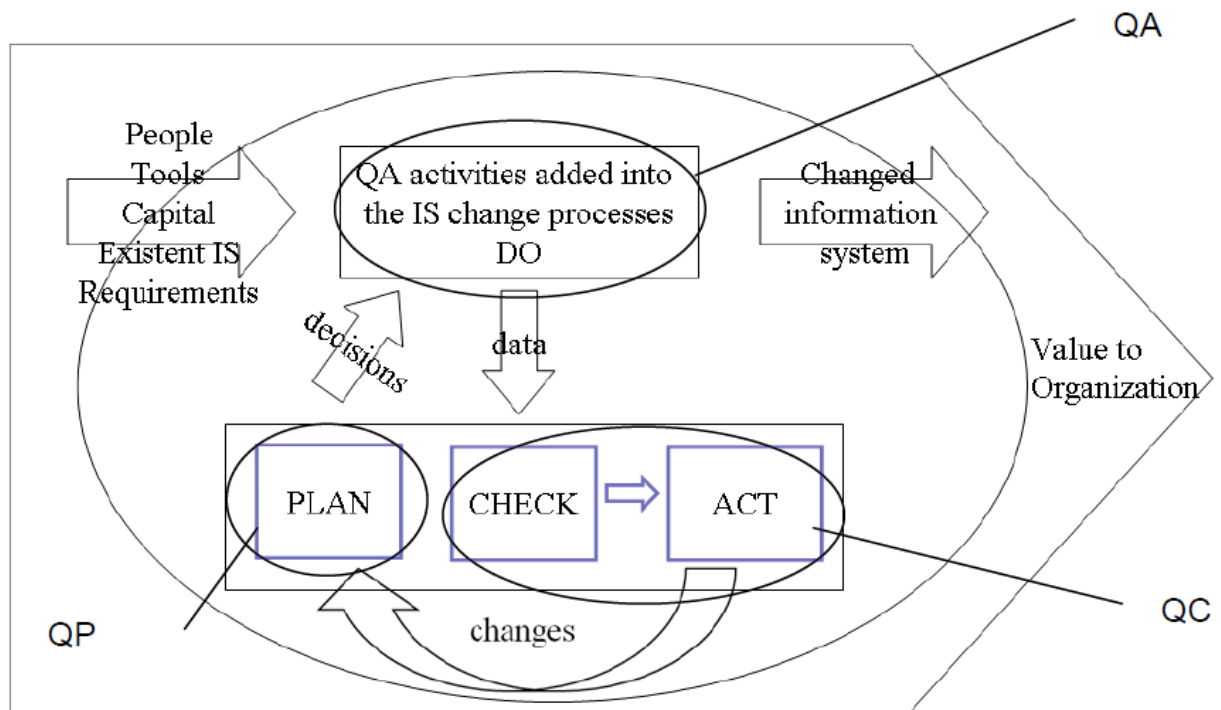 QA
People
Tools
Capital
Existent IS
Requirements
QA activities added into
the IS change processes
DO
Changed
information
system
decisions
data
Value to
Organization
PLAN
CHECK
ACT
QP
changes
QC